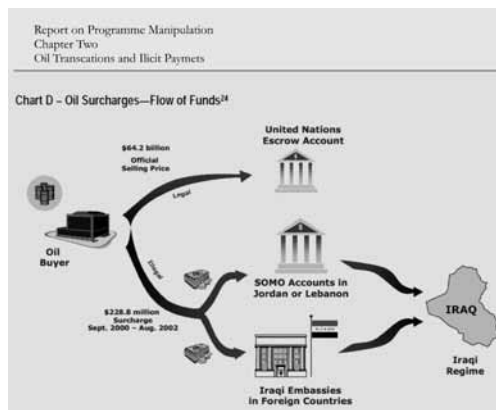 Report on Programme Manipulation
Chapter Two
Oil Transcations and Ilicit Paymets
Chart D – Oil Surcharges—Flow of Funds²⁴
$64.2 billion
Official
Selling Price
Legal
United Nations
Escrow Account
Oil
Buyer
Illegal
$228.8 million
Surcharge
Sept. 2000 – Aug. 2002
SOMO Accounts in
Jordan or Lebanon
Iraqi Embassies
in Foreign Countries
IRAQ
Iraqi
Regime